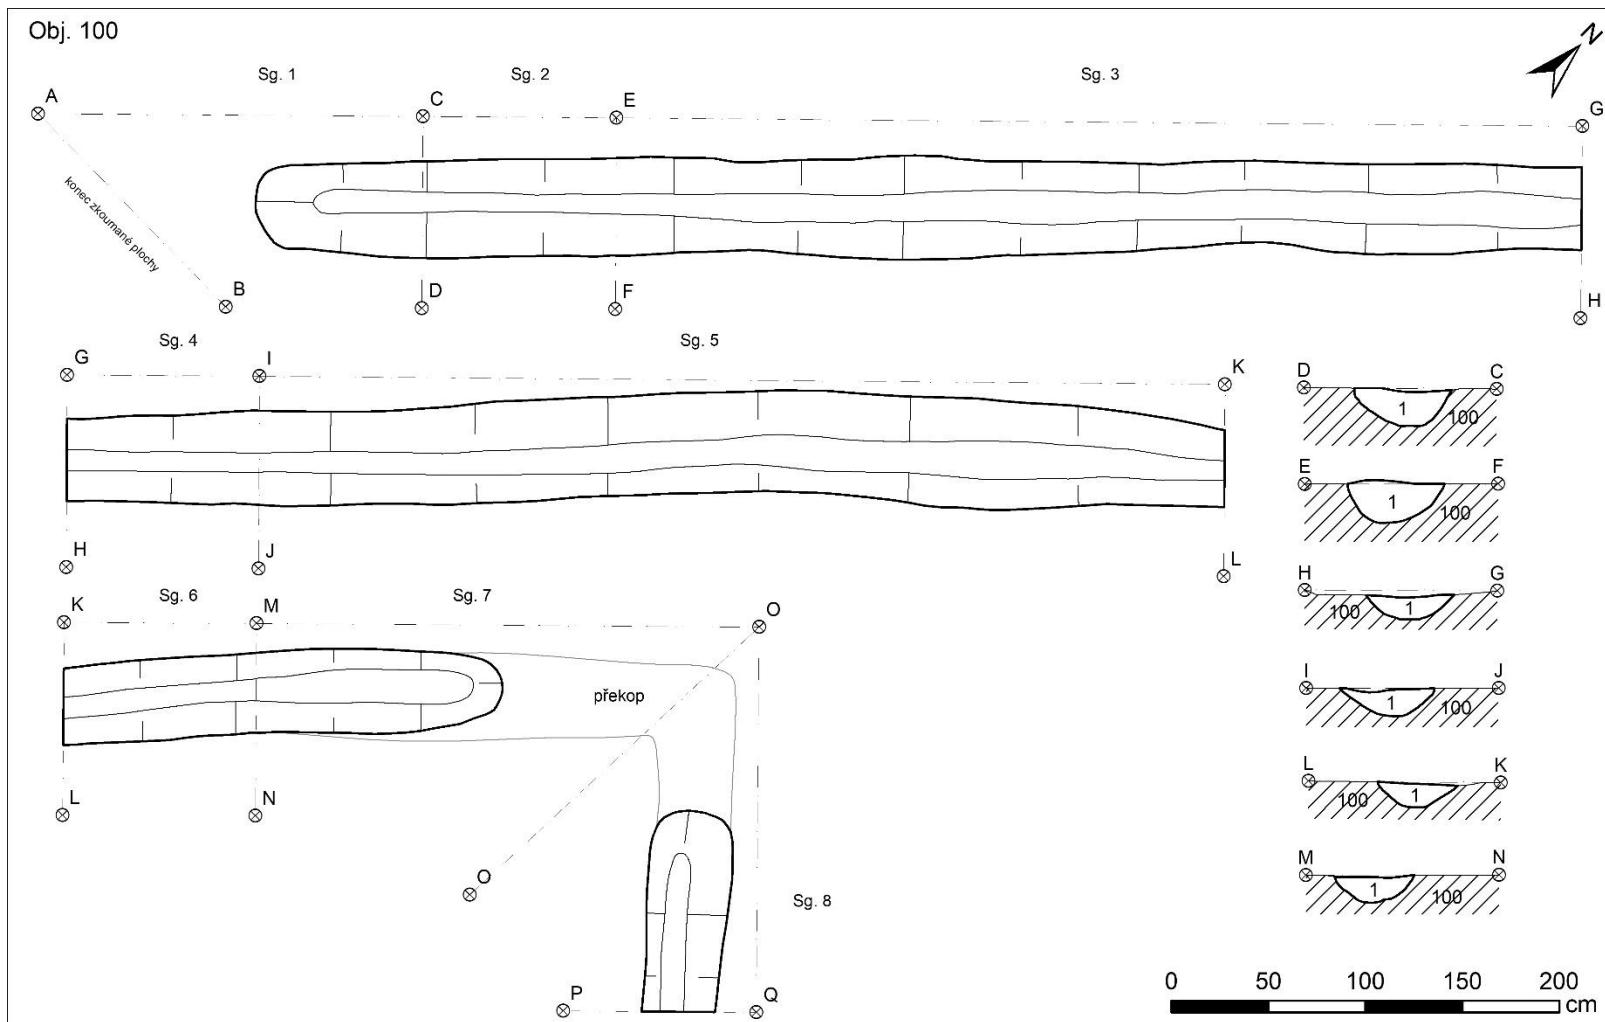 Obj. 100
N
Sg. 1
Sg. 2
Sg. 3
A
C
E
G
konec zkoumané plochy
B
D
F
H
Sg. 4
Sg. 5
G
I
K
H
J
L
D
C
1
100
E
F
1
100
H
G
100
1
I
J
1
100
L
K
100
1
M
N
1
100
Sg. 6
Sg. 7
K
M
O
překop
L
N
O
Sg. 8
P
Q
0 50 100 150 200
cm